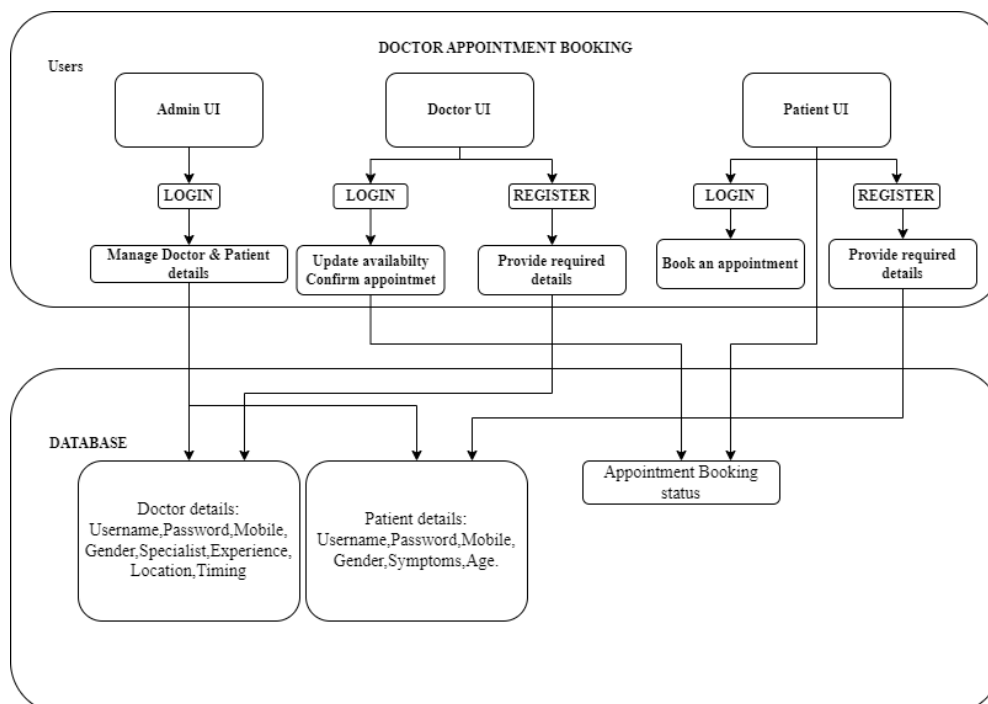 DOCTOR APPOINTMENT BOOKING
Users
Admin UI
Doctor UI
Patient UI
LOGIN
LOGIN
REGISTER
LOGIN
REGISTER
Manage Doctor & Patient
details
Update availabilty
Confirm appointmet
Provide required
details
Book an appointment
Provide required
details
DATABASE
Doctor details:
Username,Password,Mobile,
Gender,Specialist,Experience,
Location,Timing
Patient details:
Username,Password,Mobile,
Gender,Symptoms,Age.
Appointment Booking
status